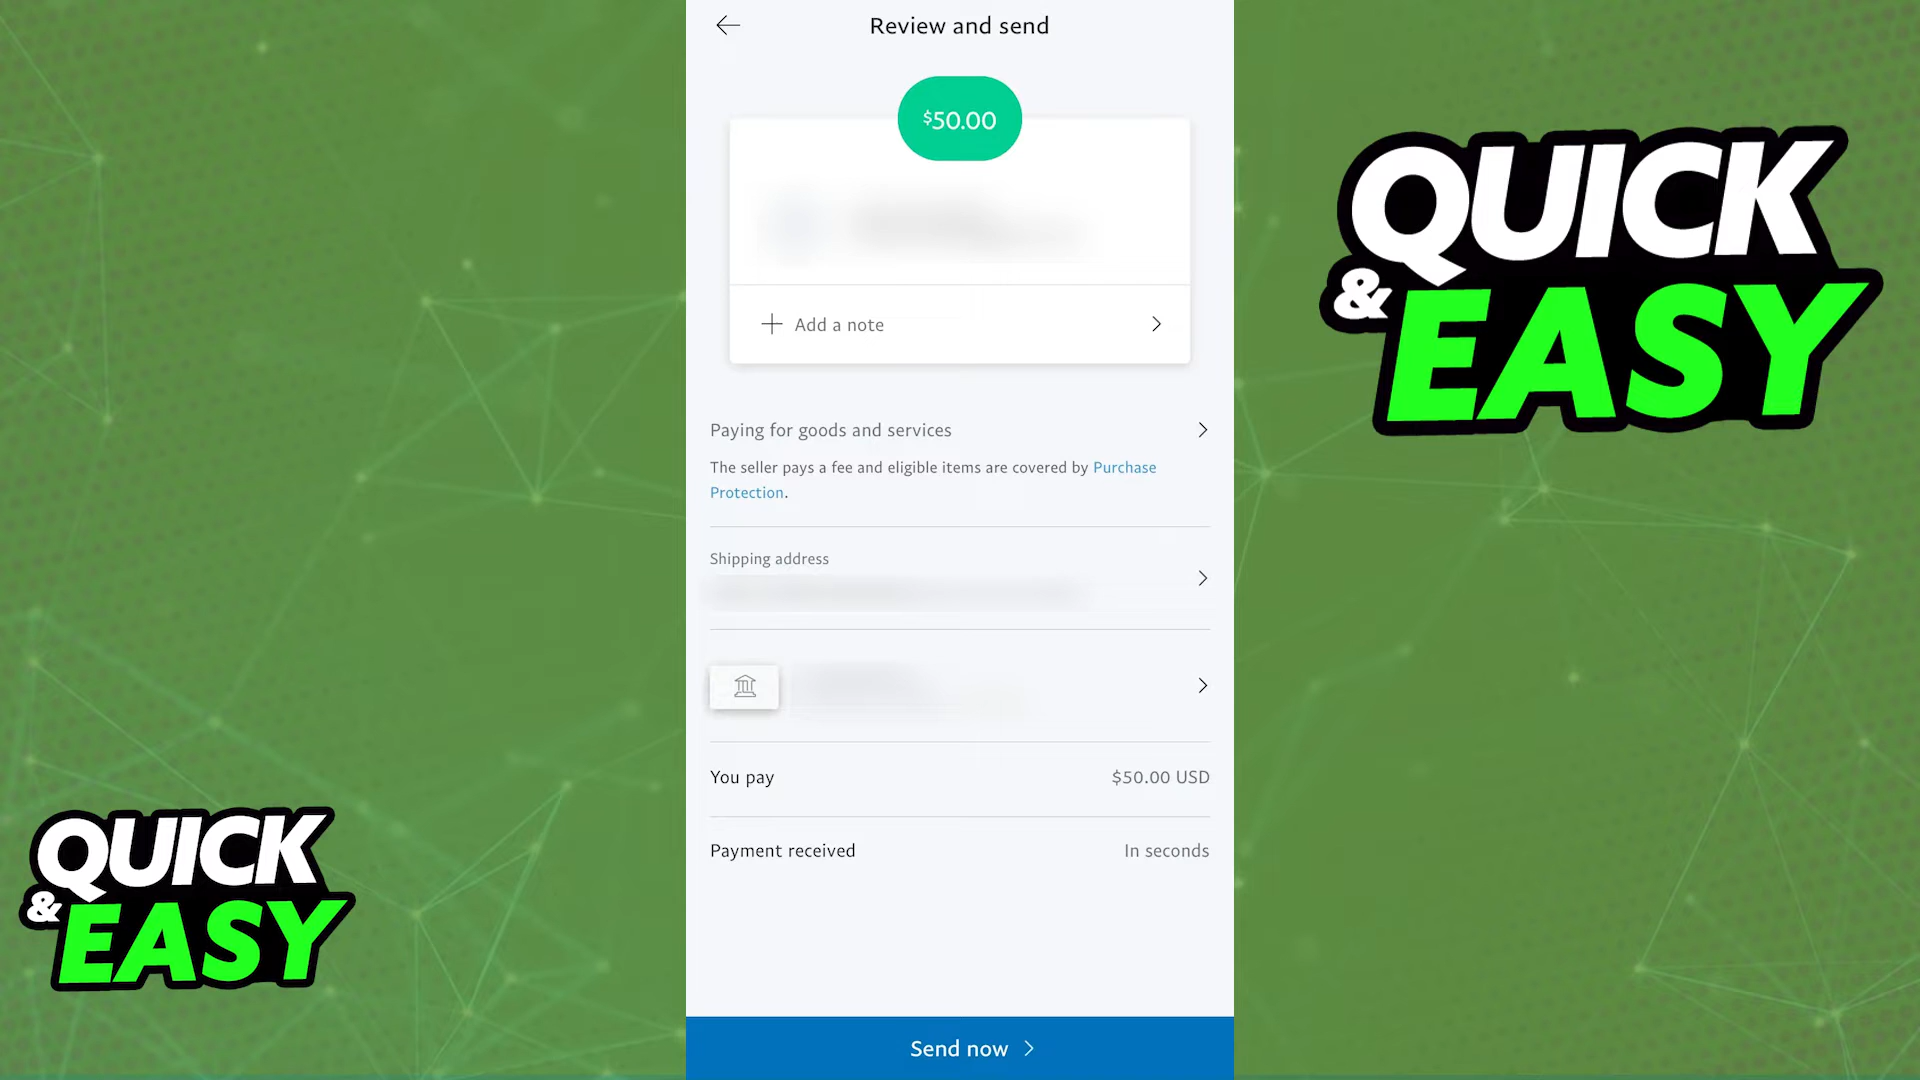 Review and send
$50.00
Add a note
Paying for goods and services
The seller pays a fee and eligible items are covered by Purchase
Protection.
Shipping address
You pay
$50.00 USD
Payment received
In seconds
Send now
QUICK
& EASY
QUICK
& EASY